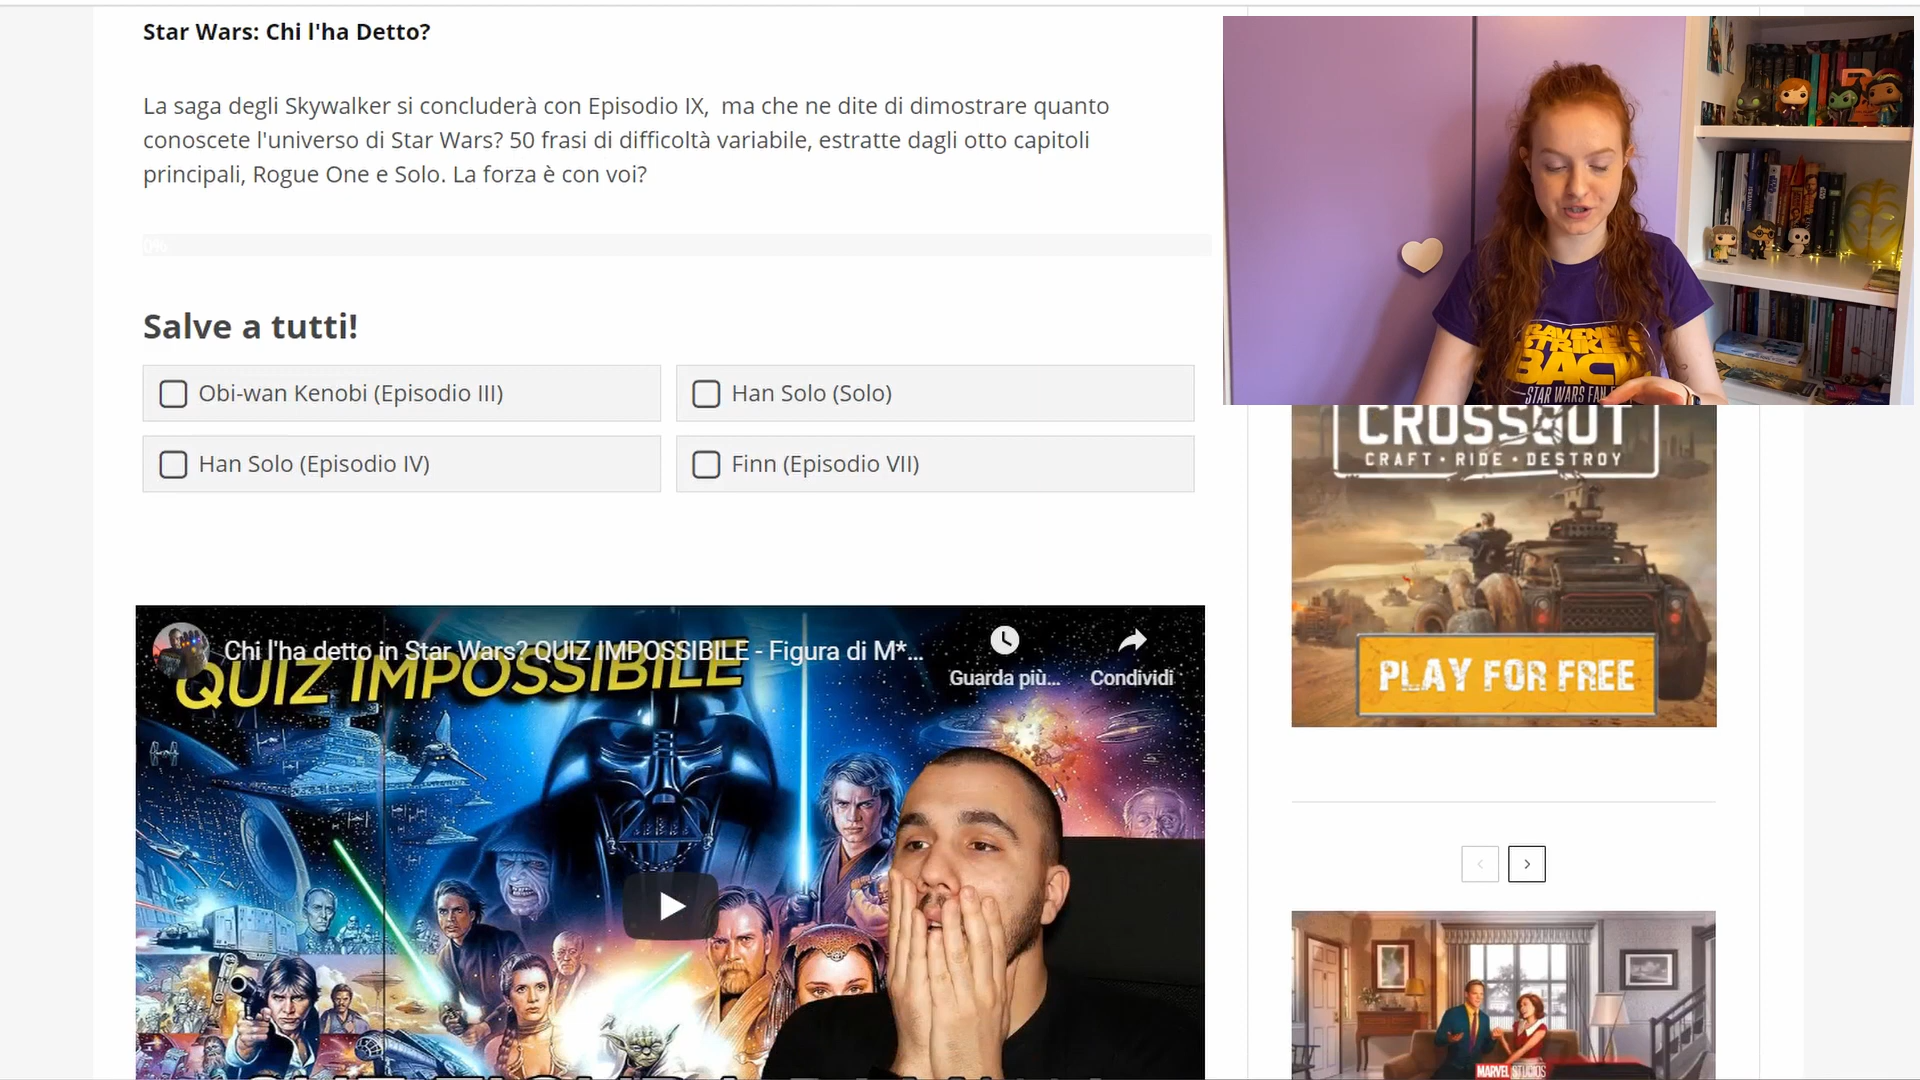 Star Wars: Chi l'ha Detto?
La saga degli Skywalker si concluderà con Episodio IX, ma che ne dite di dimostrare quanto
conoscete l'universo di Star Wars? 50 frasi di difficoltà variabile, estratte dagli otto capitoli
principali, Rogue One e Solo. La forza è con voi?
0%
Salve a tutti!
Obi-wan Kenobi (Episodio III)
Han Solo (Solo)
Han Solo (Episodio IV)
Finn (Episodio VII)
Chi l'ha detto in Star Wars? QUIZ IMPOSSIBILE - Figura di M*...
Guarda più...
Condividi
QUIZ IMPOSSIBILE
STRIKES
BACK
STAR WARS FAN
CROSSOUT
CRAFT • RIDE • DESTROY
PLAY FOR FREE
MARVEL STUDIOS